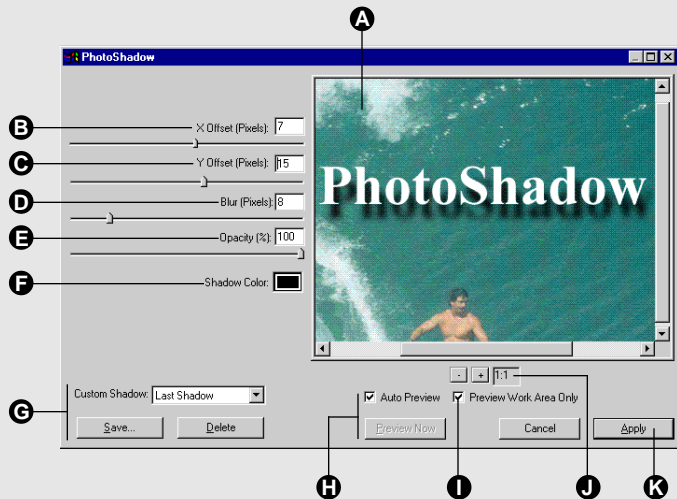 A
PhotoShadow
B X Offset (Pixels): 7
C Y Offset (Pixels): 15
D Blur (Pixels): 8
E Opacity (%): 100
F Shadow Color:
PhotoShadow
- + 1:1
G Custom Shadow: Last Shadow
Auto Preview Preview Work Area Only
Save... Delete Preview Now Cancel Apply
H I J K